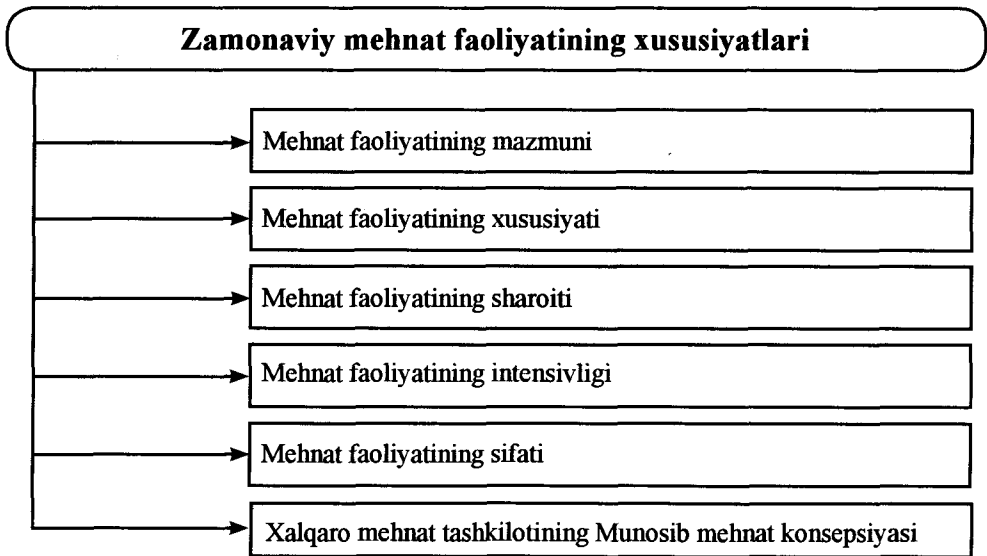 Zamonaviy mehnat faoliyatining xususiyatlari
Mehnat faoliyatining mazmuni
Mehnat faoliyatining xususiyati
Mehnat faoliyatining sharoiti
Mehnat faoliyatining intensivligi
Mehnat faoliyatining sifati
Xalqaro mehnat tashkilotining Munosib mehnat konsepsiyasi